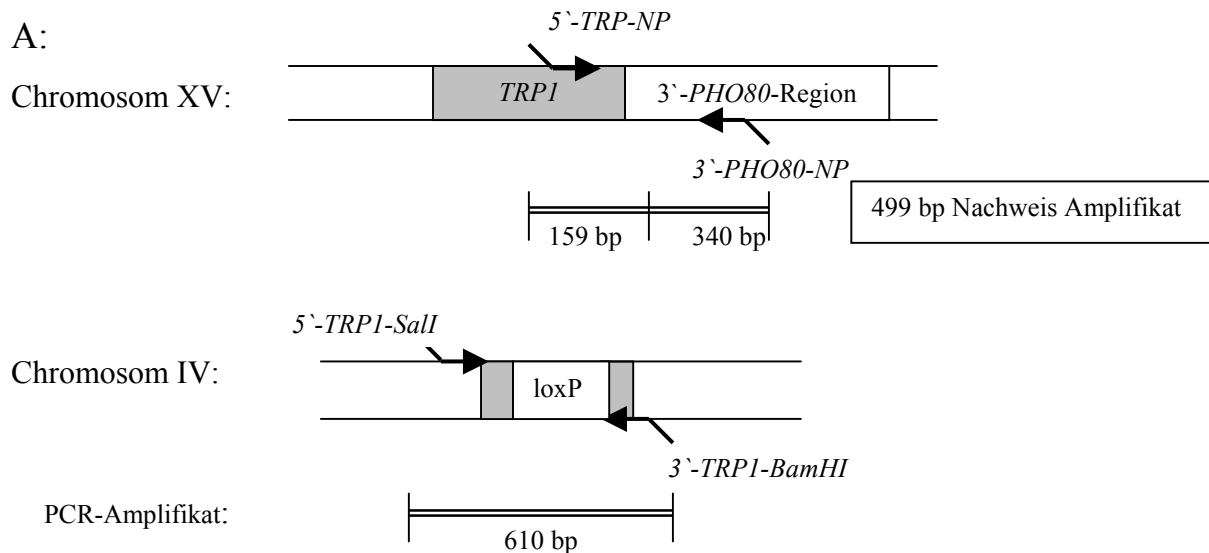 A:
5`-TRP-NP
Chromosom XV:
TRP1 3`-PHO80-Region
3`-PHO80-NP
159 bp 340 bp
499 bp Nachweis Amplifikat
5`-TRP1-SalI
Chromosom IV:
loxP
3`-TRP1-BamHI
PCR-Amplifikat:
610 bp